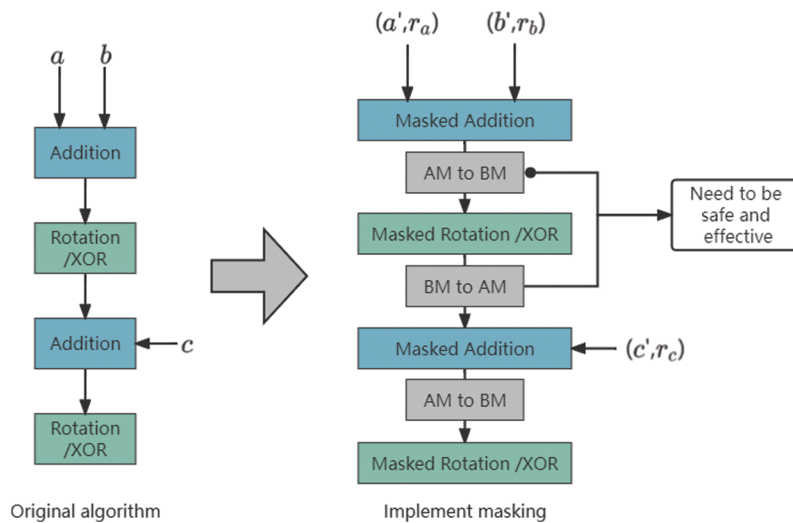 a b
Addition
Rotation
/XOR
Addition
c
Rotation
/XOR
Original algorithm
(a',rₐ) (b',r_b)
Masked Addition
AM to BM
Masked Rotation /XOR
BM to AM
Masked Addition
(c',r_c)
AM to BM
Masked Rotation /XOR
Implement masking
Need to be
safe and
effective